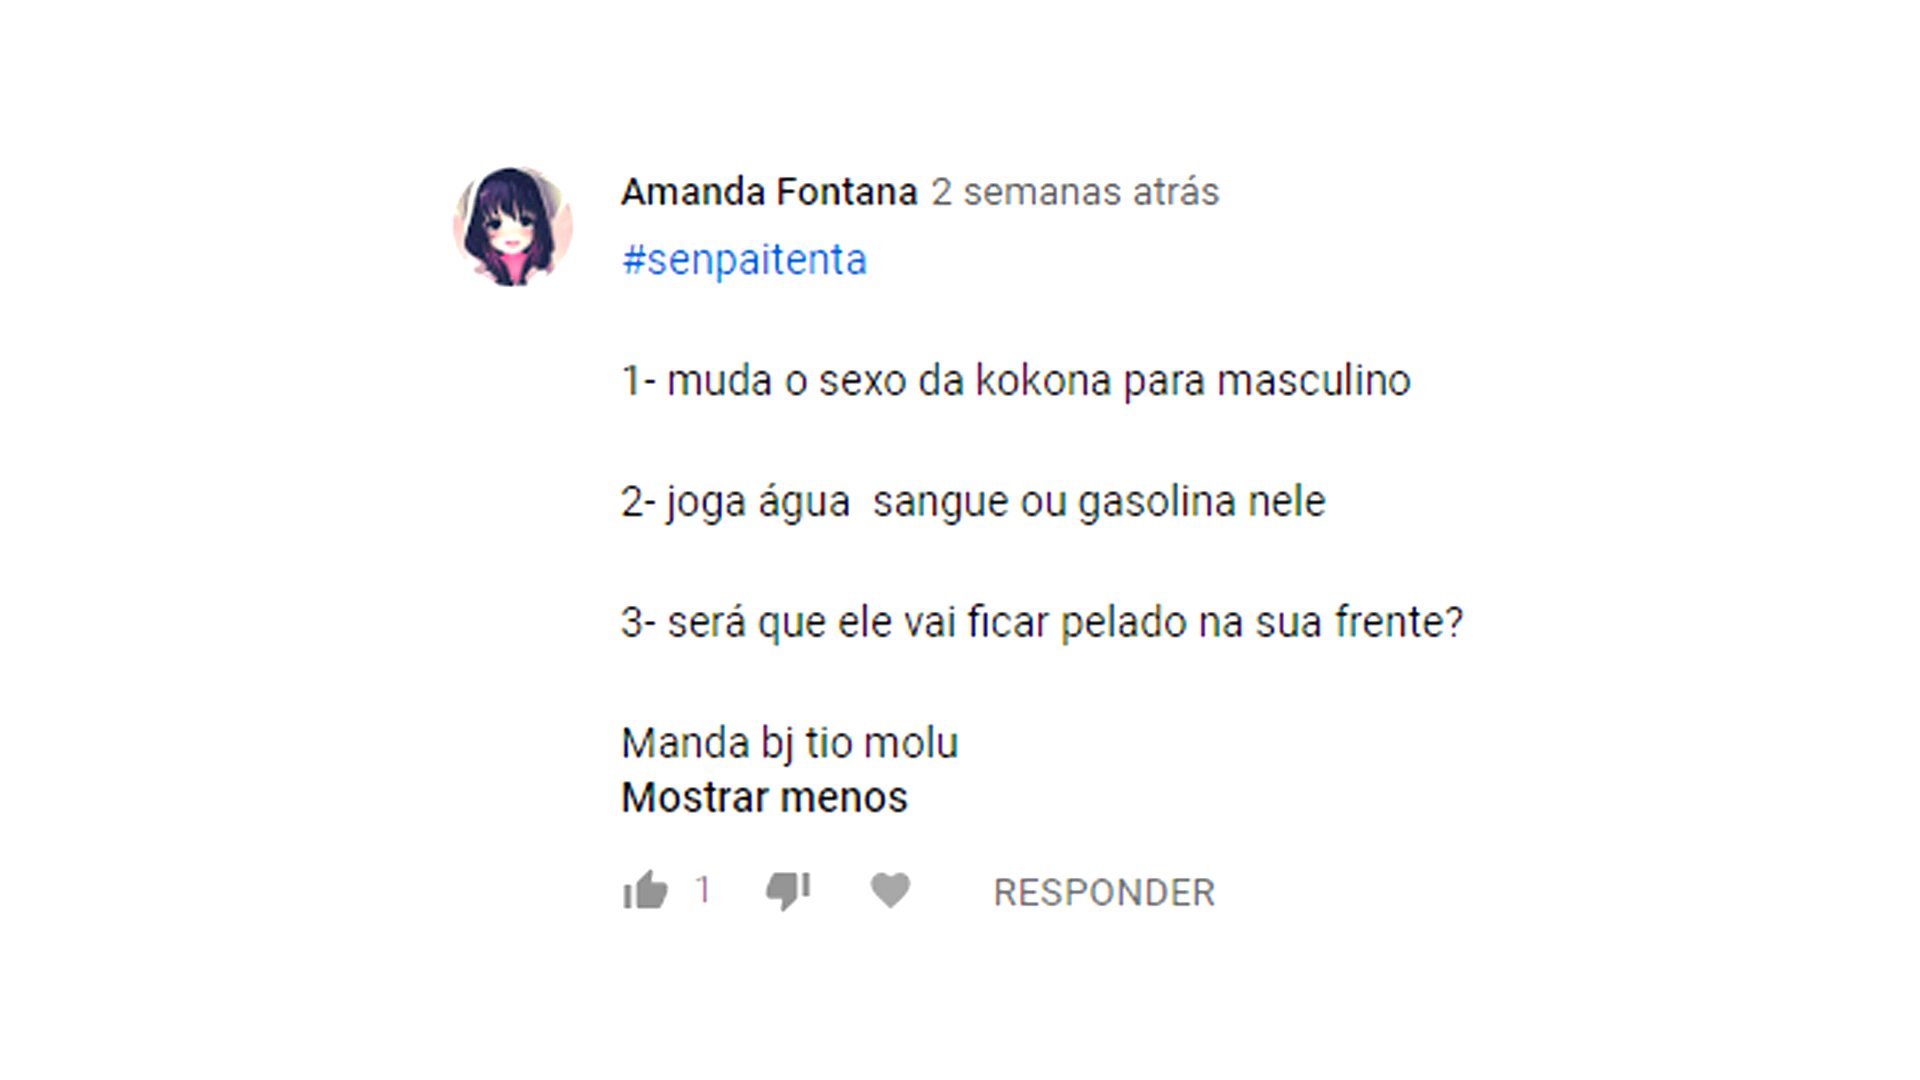 Amanda Fontana 2 semanas atrás
#senpaitenta
1- muda o sexo da kokona para masculino
2- joga água  sangue ou gasolina nele
3- será que ele vai ficar pelado na sua frente?
Manda bj tio molu
Mostrar menos
1 RESPONDER